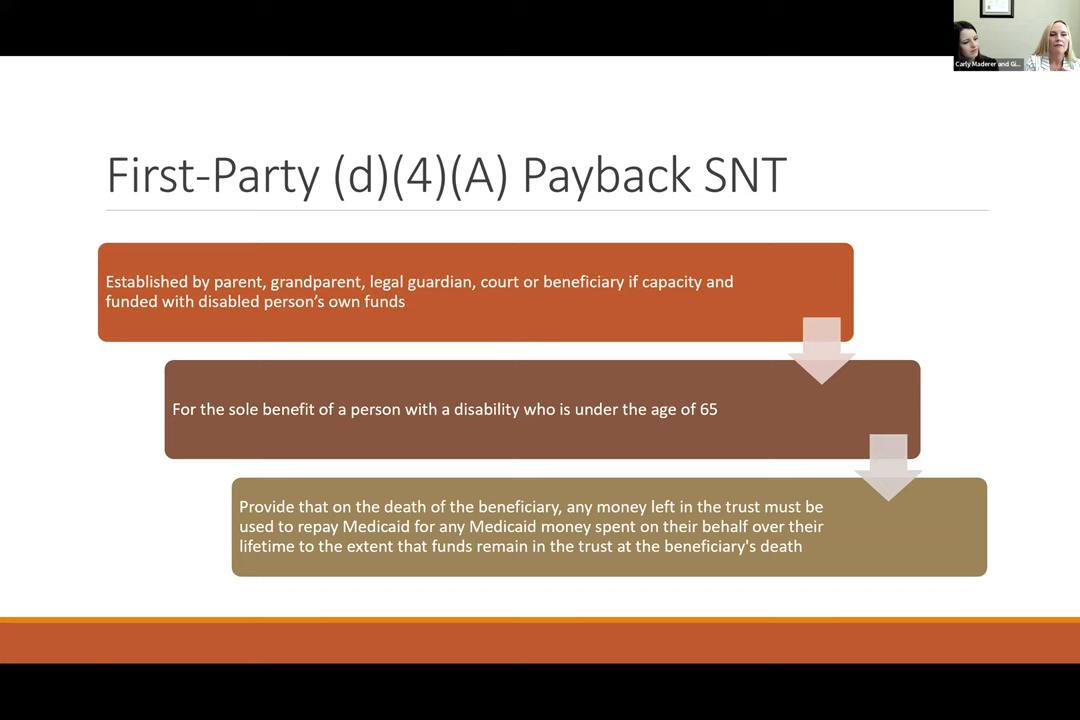 Carly Maderer and Gi...
First-Party (d)(4)(A) Payback SNT
Established by parent, grandparent, legal guardian, court or beneficiary if capacity and
funded with disabled person’s own funds
For the sole benefit of a person with a disability who is under the age of 65
Provide that on the death of the beneficiary, any money left in the trust must be
used to repay Medicaid for any Medicaid money spent on their behalf over their
lifetime to the extent that funds remain in the trust at the beneficiary's death